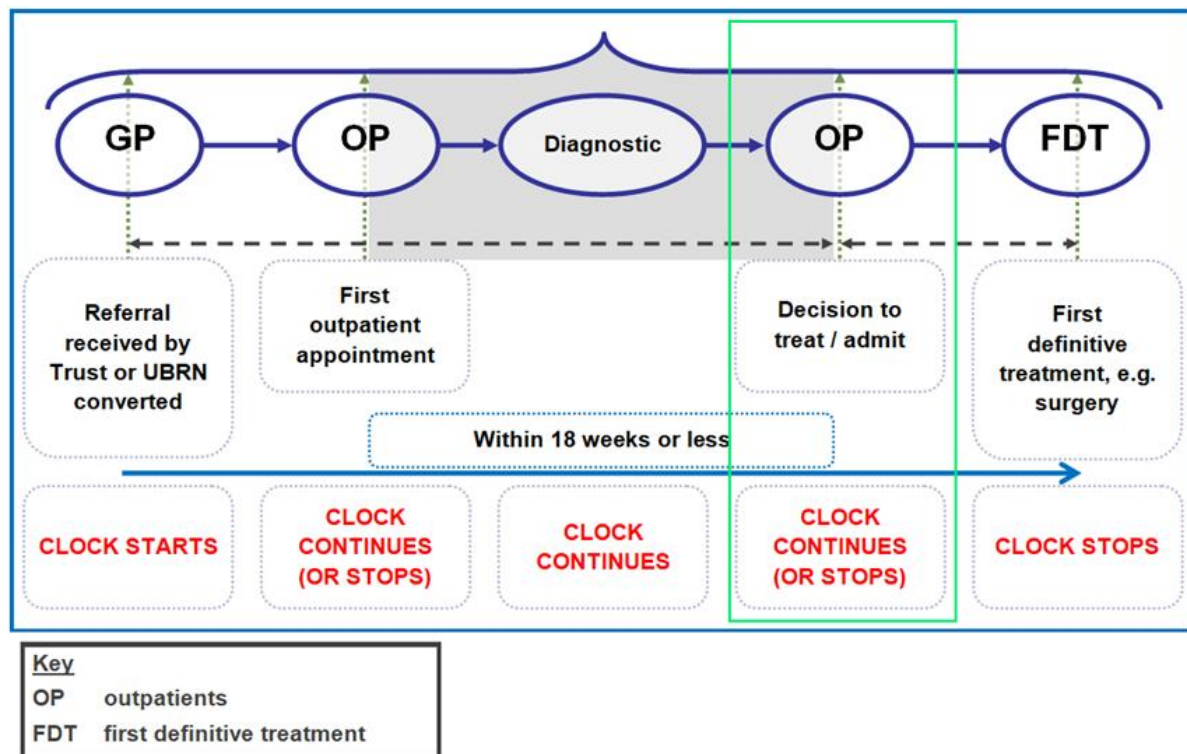 GP
OP
Diagnostic
OP
FDT
Referral
received by
Trust or UBRN
converted
First
outpatient
appointment
Decision to
treat / admit
First
definitive
treatment, e.g.
surgery
Within 18 weeks or less
CLOCK STARTS
CLOCK
CONTINUES
(OR STOPS)
CLOCK
CONTINUES
CLOCK
CONTINUES
(OR STOPS)
CLOCK STOPS
Key
OP outpatients
FDT first definitive treatment